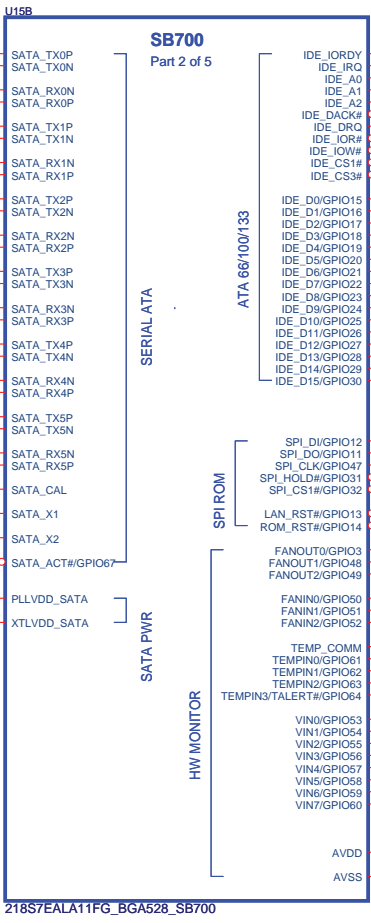 U15B
SB700
Part 2 of 5
SATA_TX0P
SATA_TX0N
SATA_RX0N
SATA_RX0P
SATA_TX1P
SATA_TX1N
SATA_RX1N
SATA_RX1P
SATA_TX2P
SATA_TX2N
SATA_RX2N
SATA_RX2P
SATA_TX3P
SATA_TX3N
SATA_RX3N
SATA_RX3P
SATA_TX4P
SATA_TX4N
SATA_RX4N
SATA_RX4P
SATA_TX5P
SATA_TX5N
SATA_RX5N
SATA_RX5P
SATA_CAL
SATA_X1
SATA_X2
SATA_ACT#/GPIO67
SERIAL ATA
PLLVDD_SATA
XTLVDD_SATA
SATA PWR
IDE_IORDY
IDE_IRQ
IDE_A0
IDE_A1
IDE_A2
IDE_DACK#
IDE_DRQ
IDE_IOR#
IDE_IOW#
IDE_CS1#
IDE_CS3#
IDE_D0/GPIO15
IDE_D1/GPIO16
IDE_D2/GPIO17
IDE_D3/GPIO18
IDE_D4/GPIO19
IDE_D5/GPIO20
IDE_D6/GPIO21
IDE_D7/GPIO22
IDE_D8/GPIO23
IDE_D9/GPIO24
IDE_D10/GPIO25
IDE_D11/GPIO26
IDE_D12/GPIO27
IDE_D13/GPIO28
IDE_D14/GPIO29
IDE_D15/GPIO30
ATA 66/100/133
SPI_DI/GPIO12
SPI_DO/GPIO11
SPI_CLK/GPIO47
SPI_HOLD#/GPIO31
SPI_CS1#/GPIO32
LAN_RST#/GPIO13
ROM_RST#/GPIO14
SPI ROM
FANOUT0/GPIO3
FANOUT1/GPIO48
FANOUT2/GPIO49
FANIN0/GPIO50
FANIN1/GPIO51
FANIN2/GPIO52
TEMP_COMM
TEMPIN0/GPIO61
TEMPIN1/GPIO62
TEMPIN2/GPIO63
TEMPIN3/TALERT#/GPIO64
VIN0/GPIO53
VIN1/GPIO54
VIN2/GPIO55
VIN3/GPIO56
VIN4/GPIO57
VIN5/GPIO58
VIN6/GPIO59
VIN7/GPIO60
AVDD
AVSS
HW MONITOR
218S7EALA11FG_BGA528_SB700